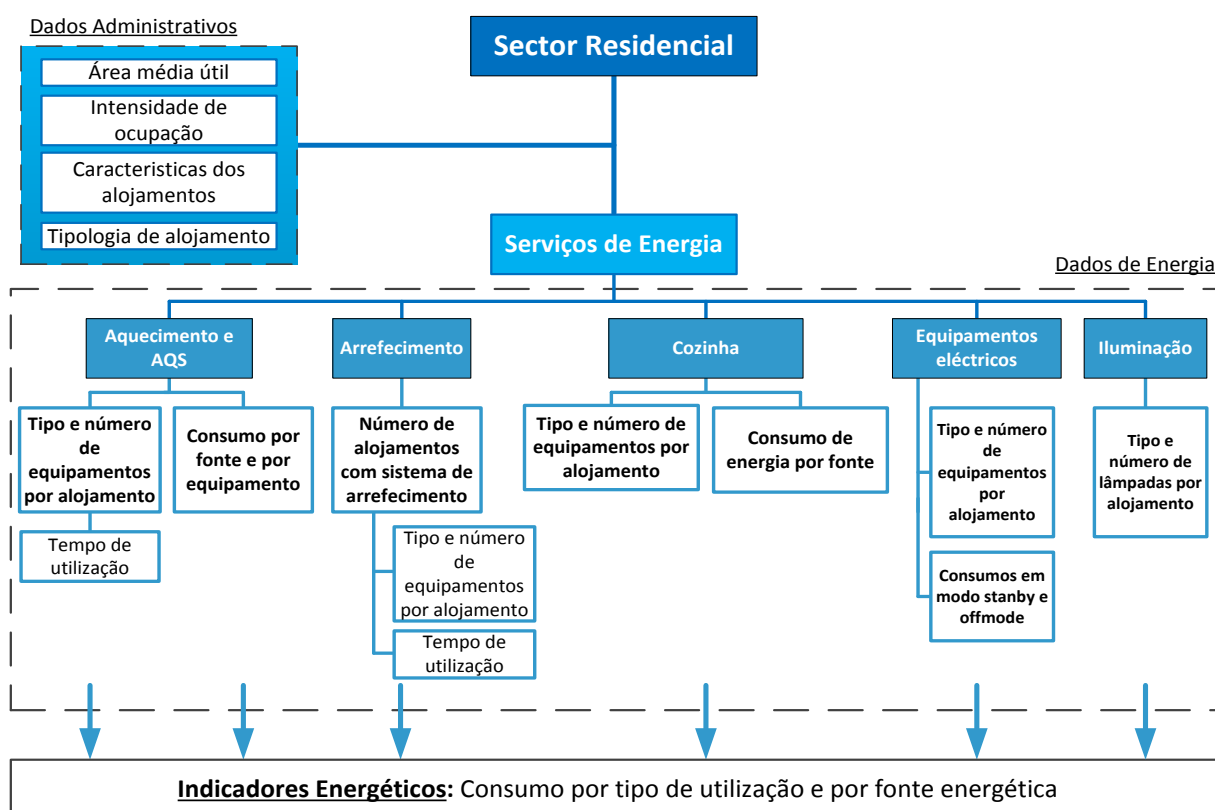 Dados Administrativos
Sector Residencial
Área média útil
Intensidade de
ocupação
Caracteristicas dos
alojamentos
Tipologia de alojamento
Serviços de Energia
Dados de Energia
Aquecimento e
AQS
Arrefecimento
Cozinha
Equipamentos
eléctricos
Iluminação
Tipo e número
de
equipamentos
por alojamento
Consumo por
fonte e por
equipamento
Número de
alojamentos
com sistema de
arrefecimento
Tipo e número de
equipamentos por
alojamento
Consumo de
energia por fonte
Tipo e número
de
equipamentos
por
alojamento
Tipo e
número de
lâmpadas por
alojamento
Tempo de
utilização
Tipo e número
de
equipamentos
por alojamento
Tempo de
utilização
Consumos em
modo stanby e
offmode
Indicadores Energéticos: Consumo por tipo de utilização e por fonte energética